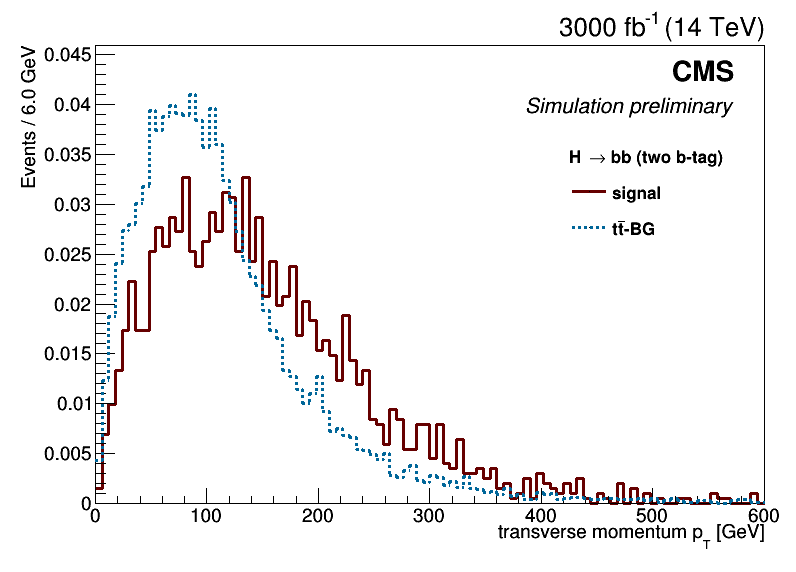 3000 fb-1 (14 TeV)
CMS
Simulation preliminary
H → bb (two b-tag)
signal
tt̄-BG
Events / 6.0 GeV
0.045
0.04
0.035
0.03
0.025
0.02
0.015
0.01
0.005
0
0 100 200 300 400 500 600
transverse momentum pT [GeV]